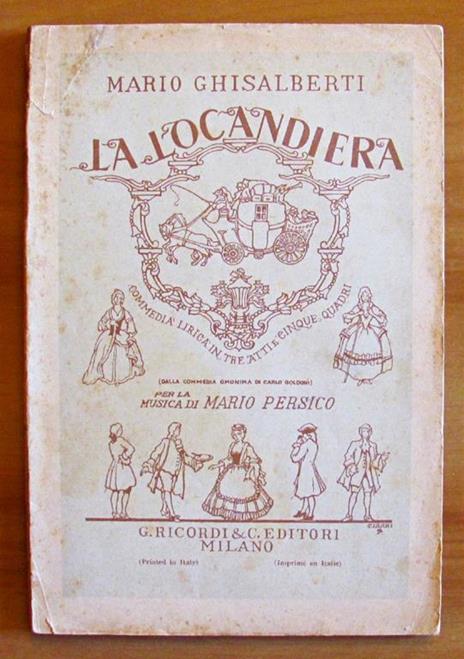 MARIO GHISALBERTI
LA LOCANDIERA
COMMEDIA LIRICA IN TRE ATTI E CINQUE QUADRI
(DALLA COMMEDIA OMONIMA DI CARLO GOLDONI)
PER LA
MUSICA DI MARIO PERSICO
G. RICORDI & C. EDITORI
MILANO
(Printed in Italy) (Imprimé en Italie)